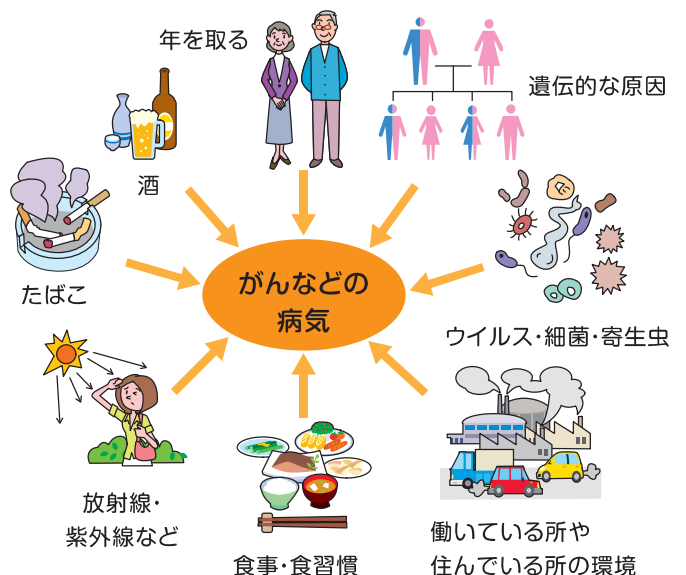 年を取る
遺伝的な原因
酒
たばこ
がんなどの
病気
ウイルス・細菌・寄生虫
放射線・
紫外線など
食事・食習慣
働いている所や
住んでいる所の環境